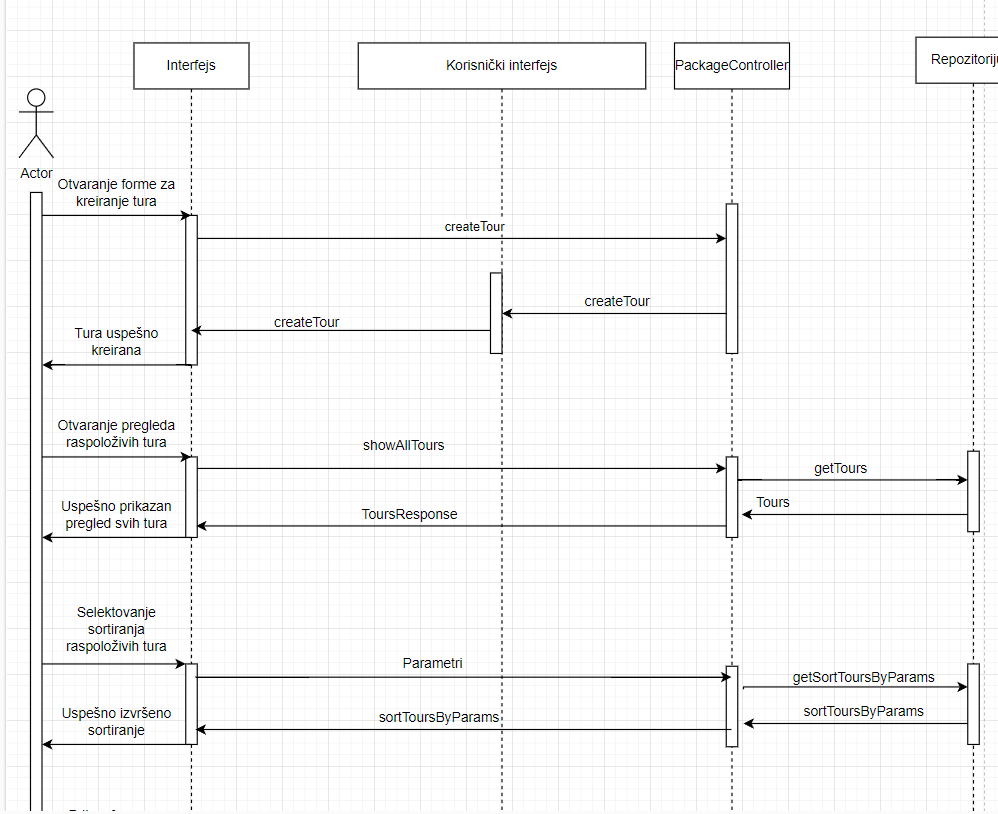 Interfejs
Korisnički interfejs
PackageController
Actor
Otvaranje forme za
kreiranje tura
createTour
createTour
createTour
Tura uspešno
kreirana
Otvaranje pregleda
raspoloživih tura
showAllTours
getTours
Tours
Uspešno prikazan
pregled svih tura
ToursResponse
Selektovanje
sortiranja
raspoloživih tura
Parametri
getSortToursByParams
Uspešno izvršeno
sortiranje
sortToursByParams
sortToursByParams